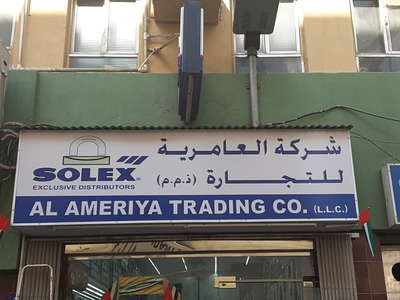 شركة العامرية
للتجارة (ذ.م.م)
SOLEX
EXCLUSIVE DISTRIBUTORS
AL AMERIYA TRADING CO. (L.L.C.)